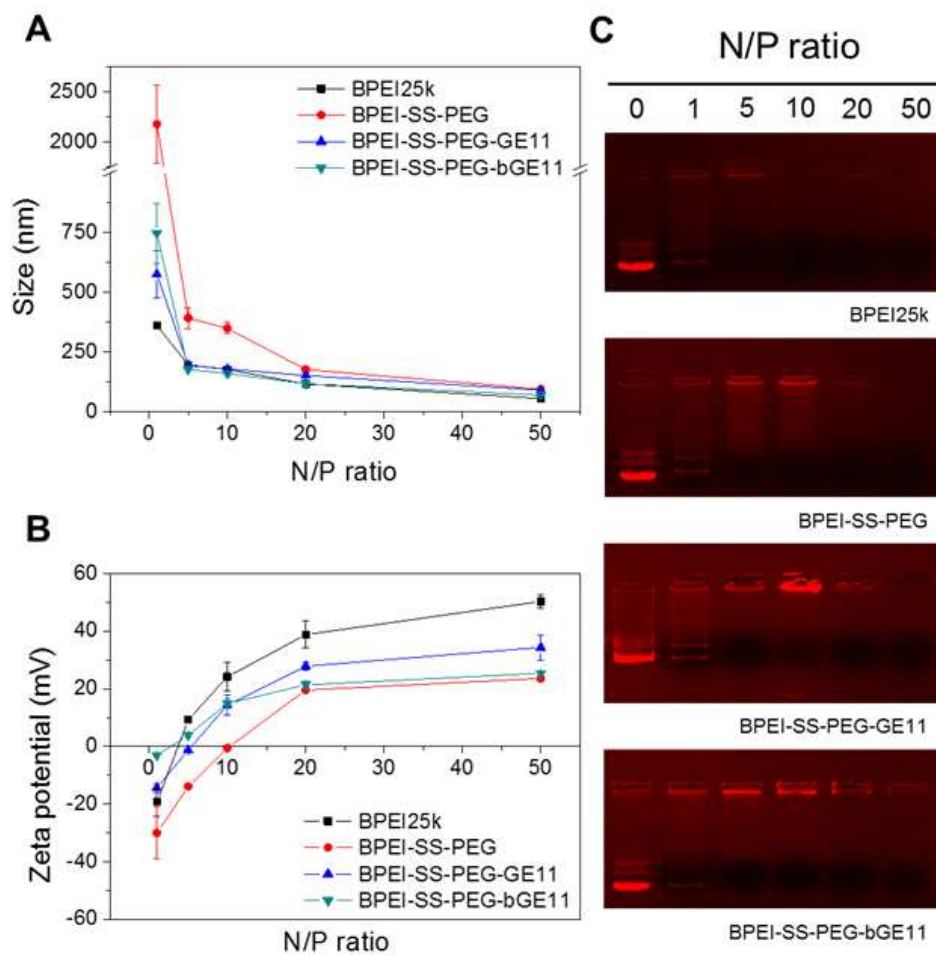 A
2500
2000
750
500
250
0
Size (nm)
BPEI25k
BPEI-SS-PEG
BPEI-SS-PEG-GE11
BPEI-SS-PEG-bGE11
0 10 20 30 40 50
N/P ratio
B
60
40
20
0
-20
-40
-60
Zeta potential (mV)
0 10 20 30 40 50
BPEI25k
BPEI-SS-PEG
BPEI-SS-PEG-GE11
BPEI-SS-PEG-bGE11
N/P ratio
C
N/P ratio
0 1 5 10 20 50
BPEI25k
BPEI-SS-PEG
BPEI-SS-PEG-GE11
BPEI-SS-PEG-bGE11